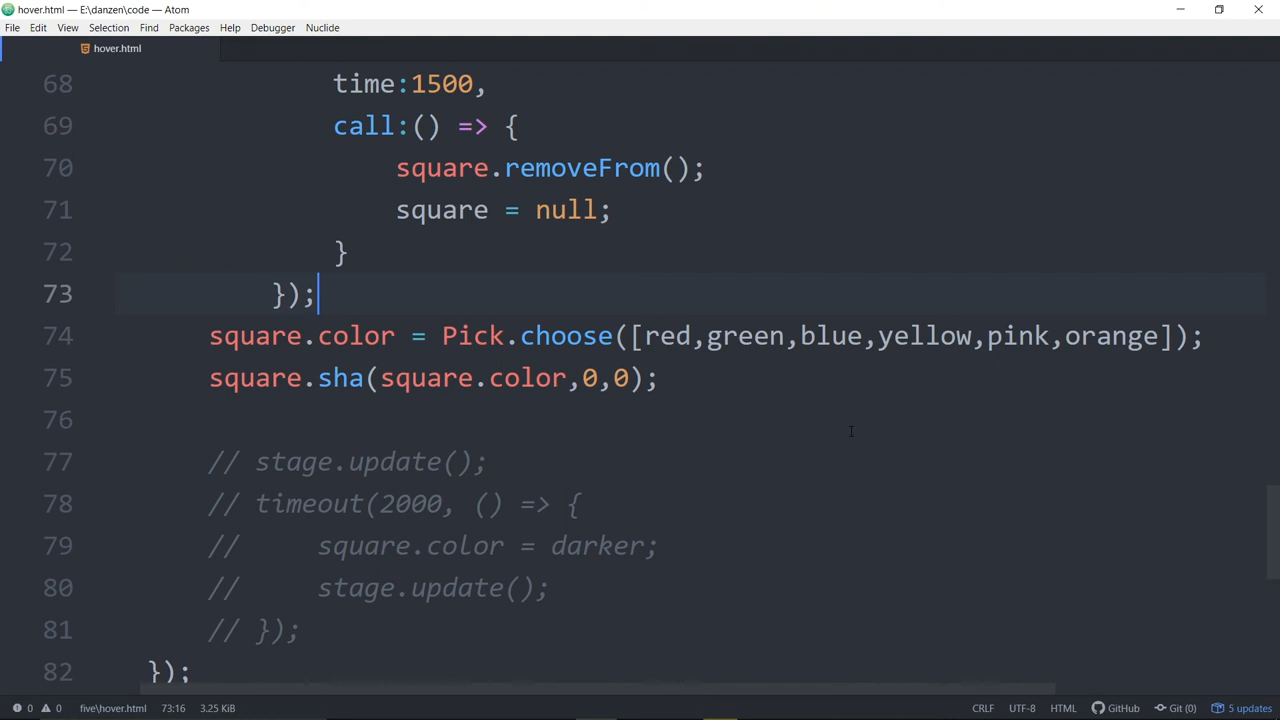 hover.html — E:\danzen\code — Atom
File Edit View Selection Find Packages Help Debugger Nuclide
hover.html
68 time:1500,
69 call:() => {
70 square.removeFrom();
71 square = null;
72 }
73 });
74 square.color = Pick.choose([red,green,blue,yellow,pink,orange]);
75 square.sha(square.color,0,0);
76
77 // stage.update();
78 // timeout(2000, () => {
79 //     square.color = darker;
80 //     stage.update();
81 // });
82 });
0 0 five\hover.html 73:16 3.25 KiB CRLF UTF-8 HTML GitHub Git (0) 5 updates